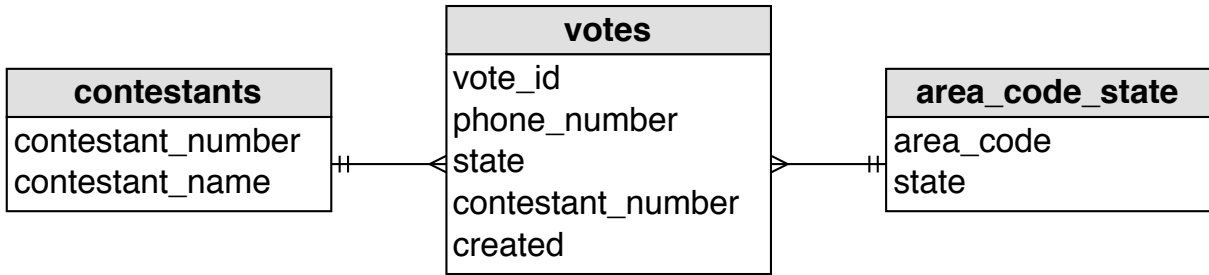 contestants
contestant_number
contestant_name
votes
vote_id
phone_number
state
contestant_number
created
area_code_state
area_code
state